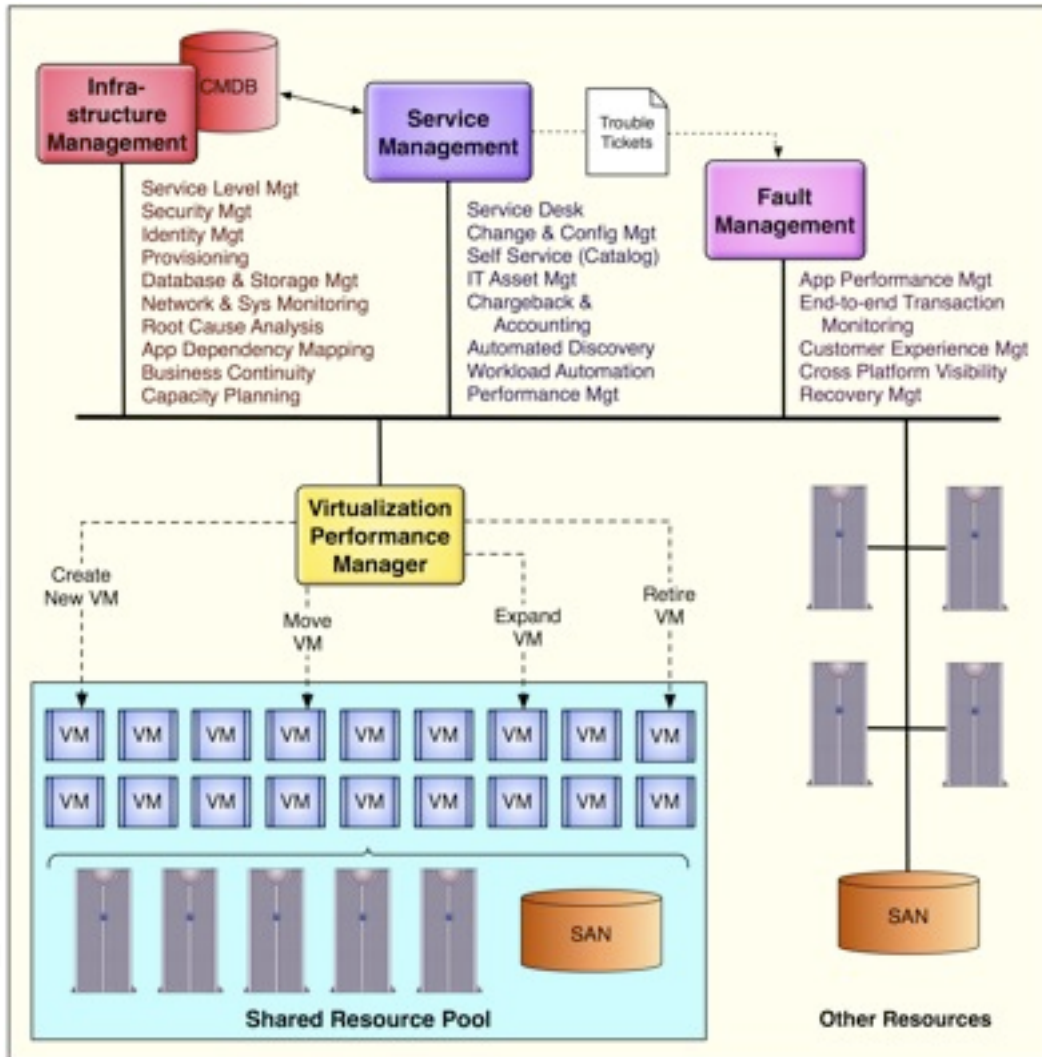 Infra-
structure
Management
CMDB
Service
Management
Trouble
Tickets
Fault
Management
Service Level Mgt
Security Mgt
Identity Mgt
Provisioning
Database & Storage Mgt
Network & Sys Monitoring
Root Cause Analysis
App Dependency Mapping
Business Continuity
Capacity Planning
Service Desk
Change & Config Mgt
Self Service (Catalog)
IT Asset Mgt
Chargeback &
Accounting
Automated Discovery
Workload Automation
Performance Mgt
App Performance Mgt
End-to-end Transaction
Monitoring
Customer Experience Mgt
Cross Platform Visibility
Recovery Mgt
Virtualization
Performance
Manager
Create
New VM
Move
VM
Expand
VM
Retire
VM
VM VM VM VM VM VM VM VM VM
VM VM VM VM VM VM VM VM VM
SAN
Shared Resource Pool
SAN
Other Resources